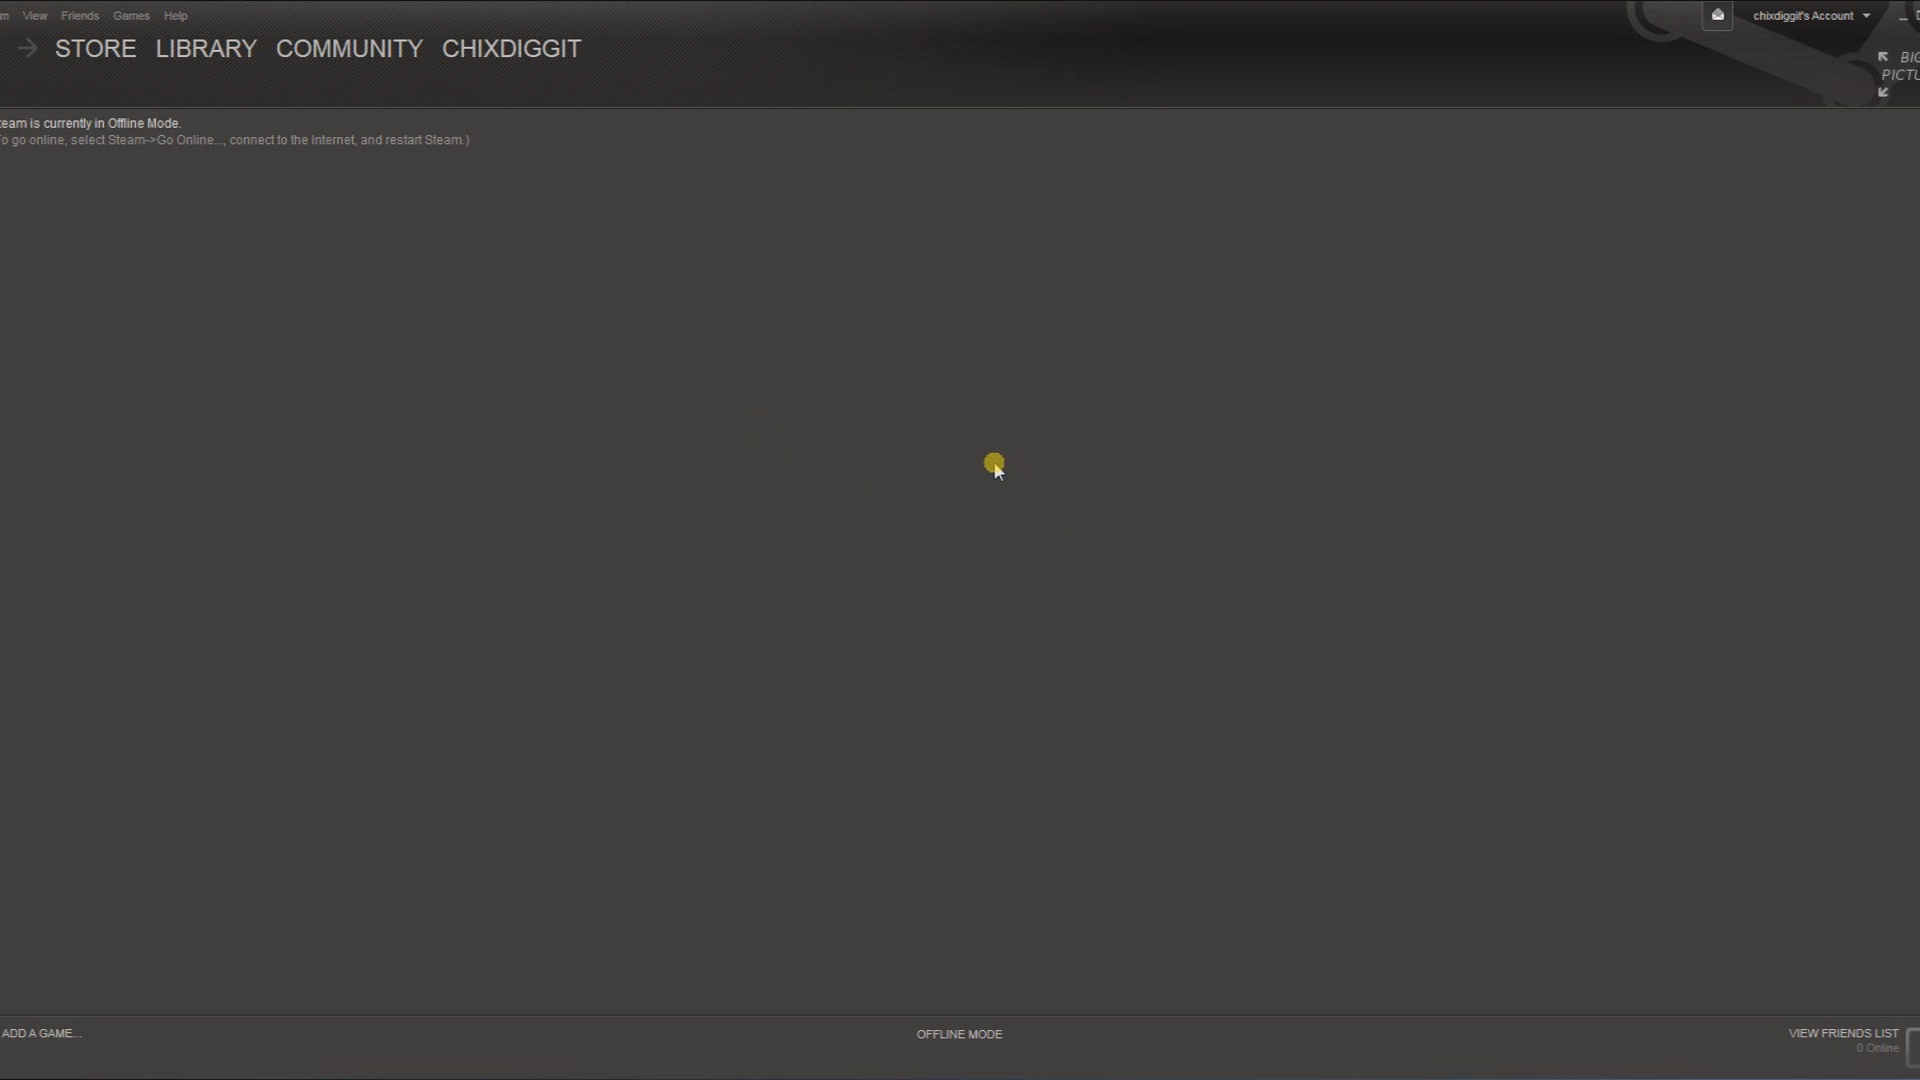 m View Friends Games Help
chixdiggit's Account
STORE LIBRARY COMMUNITY CHIXDIGGIT
BIG
PICTU
team is currently in Offline Mode.
o go online, select Steam->Go Online..., connect to the Internet, and restart Steam.)
ADD A GAME...
OFFLINE MODE
VIEW FRIENDS LIST
0 Online